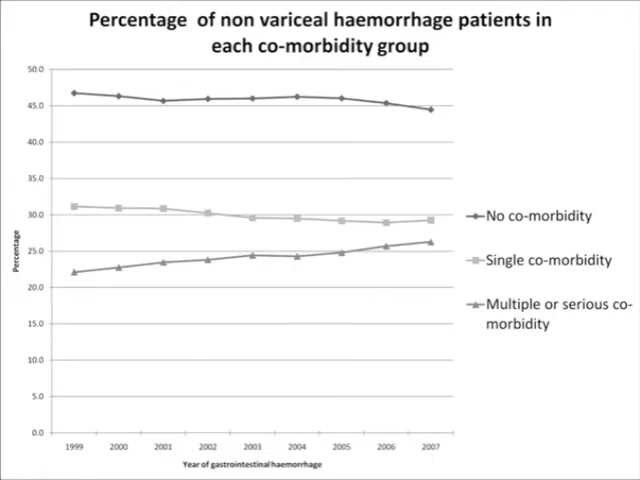 Percentage of non variceal haemorrhage patients in
each co-morbidity group
50.0
45.0
40.0
35.0
30.0
25.0
20.0
15.0
10.0
5.0
0.0
Percentage
1999 2000 2001 2002 2003 2004 2005 2006 2007
Year of gastrointestinal haemorrhage
No co-morbidity
Single co-morbidity
Multiple or serious co-
morbidity